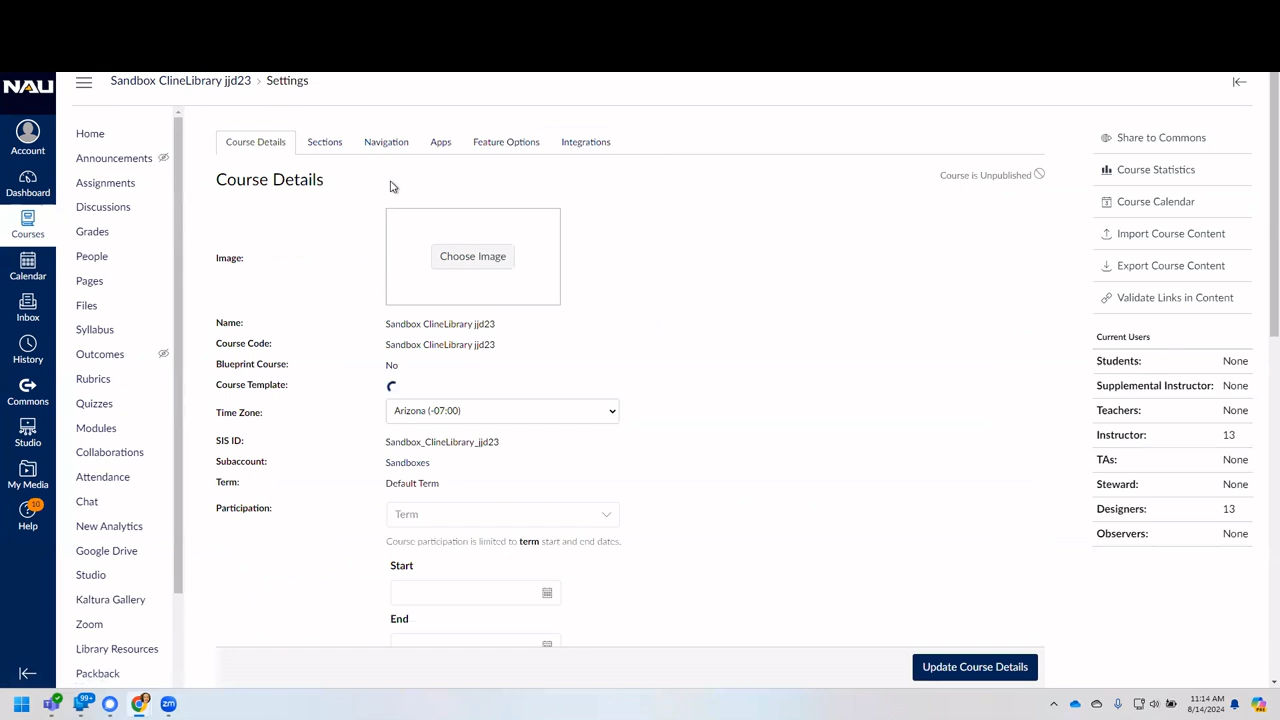 NAU
Sandbox ClineLibrary jjd23 > Settings
Account
Dashboard
Courses
Calendar
Inbox
History
Commons
Studio
My Media
10
Help
Home
Announcements
Assignments
Discussions
Grades
People
Pages
Files
Syllabus
Outcomes
Rubrics
Quizzes
Modules
Collaborations
Attendance
Chat
New Analytics
Google Drive
Studio
Kaltura Gallery
Zoom
Library Resources
Packback
Course Details Sections Navigation Apps Feature Options Integrations
Course Details
Course is Unpublished
Image:
Choose Image
Name: Sandbox ClineLibrary jjd23
Course Code: Sandbox ClineLibrary jjd23
Blueprint Course: No
Course Template:
Time Zone: Arizona (-07:00)
SIS ID: Sandbox_ClineLibrary_jjd23
Subaccount: Sandboxes
Term: Default Term
Participation: Term
Course participation is limited to term start and end dates.
Start
End
Update Course Details
Share to Commons
Course Statistics
Course Calendar
Import Course Content
Export Course Content
Validate Links in Content
Current Users
Students: None
Supplemental Instructor: None
Teachers: None
Instructor: 13
TAs: None
Steward: None
Designers: 13
Observers: None
99+
zm
11:14 AM
8/14/2024